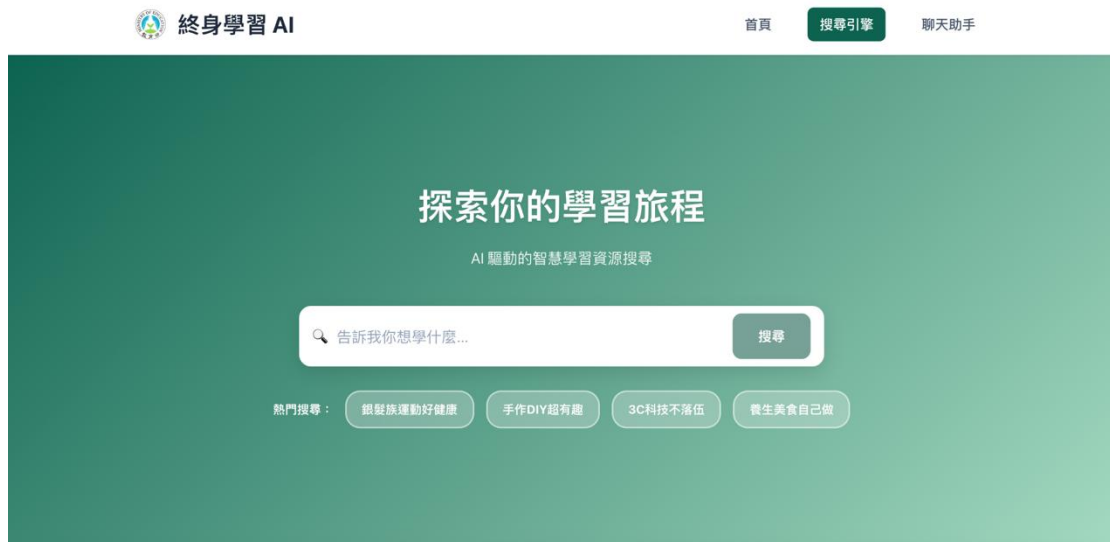 終身學習 AI
首頁 搜尋引擎 聊天助手
探索你的學習旅程
AI 驅動的智慧學習資源搜尋
告訴我你想學什麼...
搜尋
熱門搜尋： 銀髮族運動好健康 手作DIY超有趣 3C科技不落伍 養生美食自己做